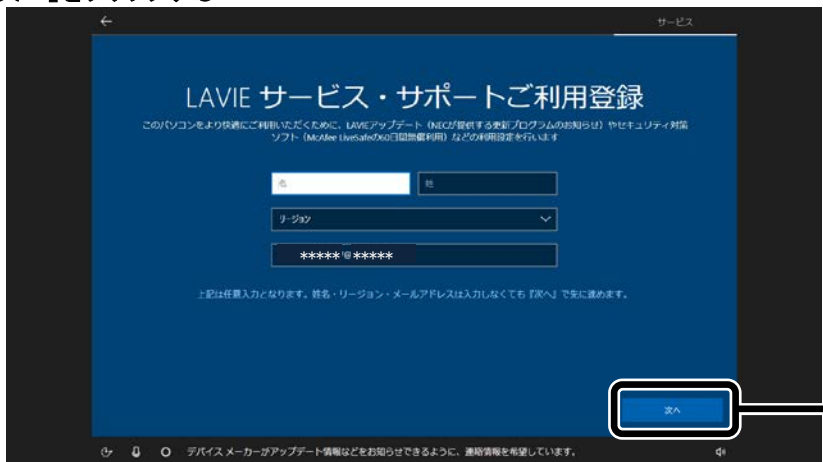 サービス
LAVIE サービス・サポートご利用登録
このパソコンをより快適にご利用いただくために、LAVIEアップデート（NECが提供する更新プログラムのお知らせ）やセキュリティ対策
ソフト（McAfee LiveSafeの60日間無償利用）などの利用設定を行います
名 姓
リージョン
*****@*****
上記は任意入力となります。姓名・リージョン・メールアドレスは入力しなくても『次へ』で先に進めます。
次へ
デバイス メーカーがアップデート情報などをお知らせできるように、連絡情報を希望しています。